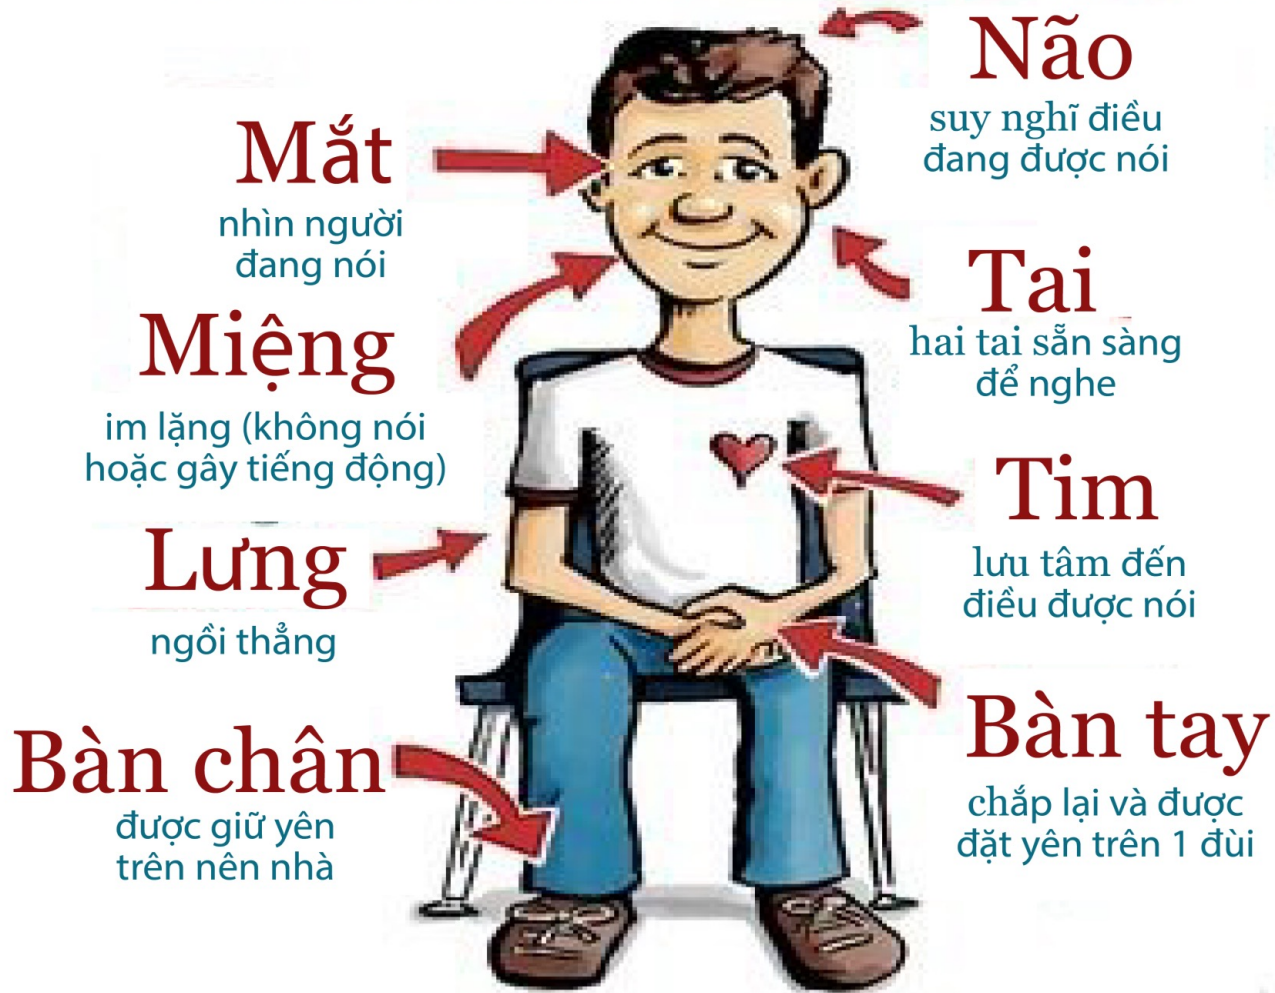 Não
suy nghĩ điều
đang được nói
Mắt
nhìn người
đang nói
Tai
hai tai sẵn sàng
để nghe
Miệng
im lặng (không nói
hoặc gây tiếng động)
Tim
lưu tâm đến
điều được nói
Lưng
ngồi thẳng
Bàn tay
chắp lại và được
đặt yên trên 1 đùi
Bàn chân
được giữ yên
trên nên nhà